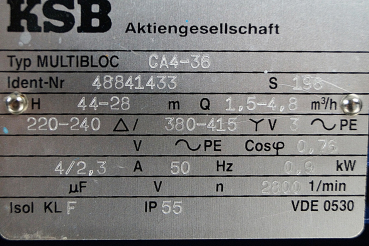 KSB Aktiengesellschaft
Typ MULTIBLOC CA4-36
Ident-Nr 48841433 S
H 44-28 m Q 1,5-4,8 m³/h
220-240 △/ 380-415 Y V 3 ~ PE
V ~ PE Cosφ 0,76
4/2,3 A 50 Hz 0,9 kW
µF V n 2800 1/min
Isol KL F IP 55 VDE 0530